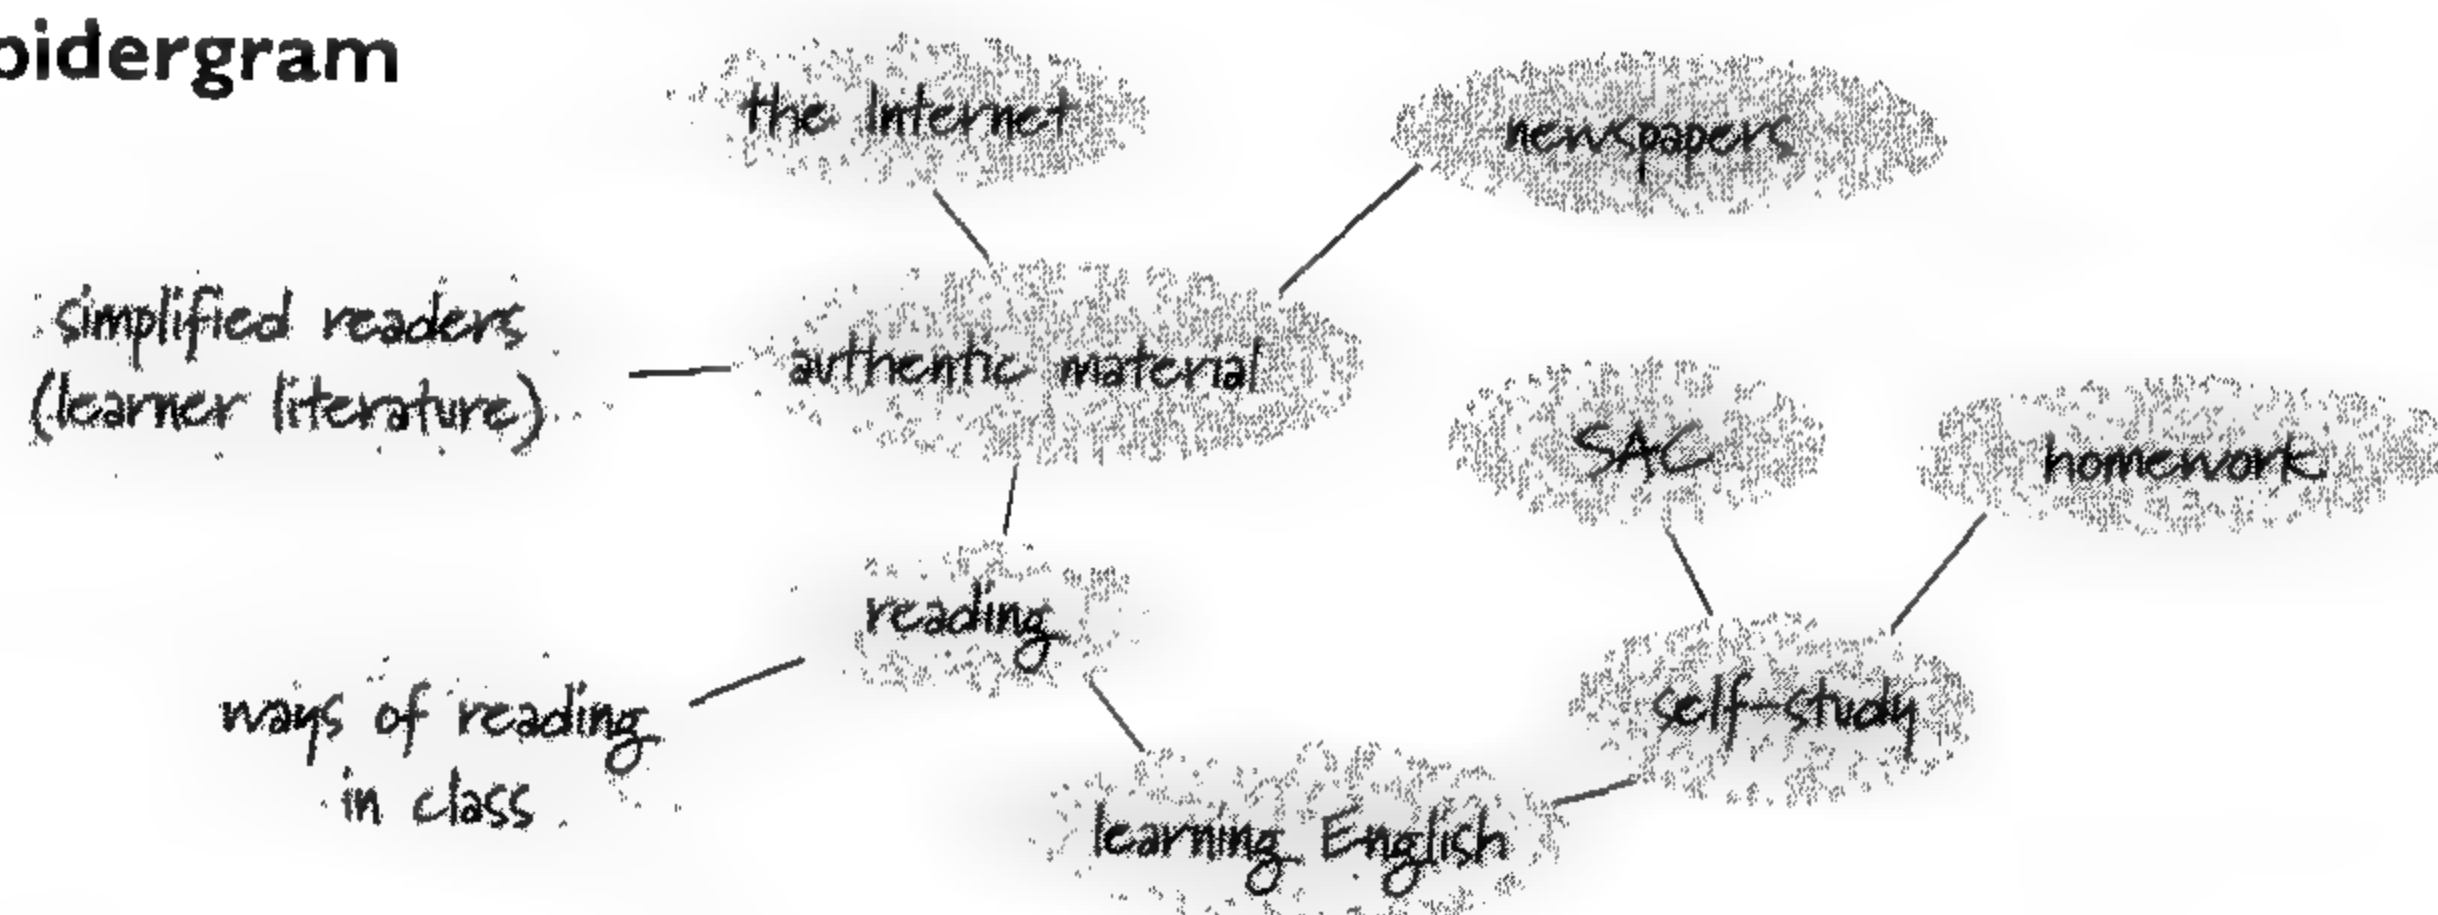 pidergram
the Internet
newspapers
simplified readers
(learner literature)
authentic material
SAC
homework
reading
self-study
ways of reading
in class
learning English